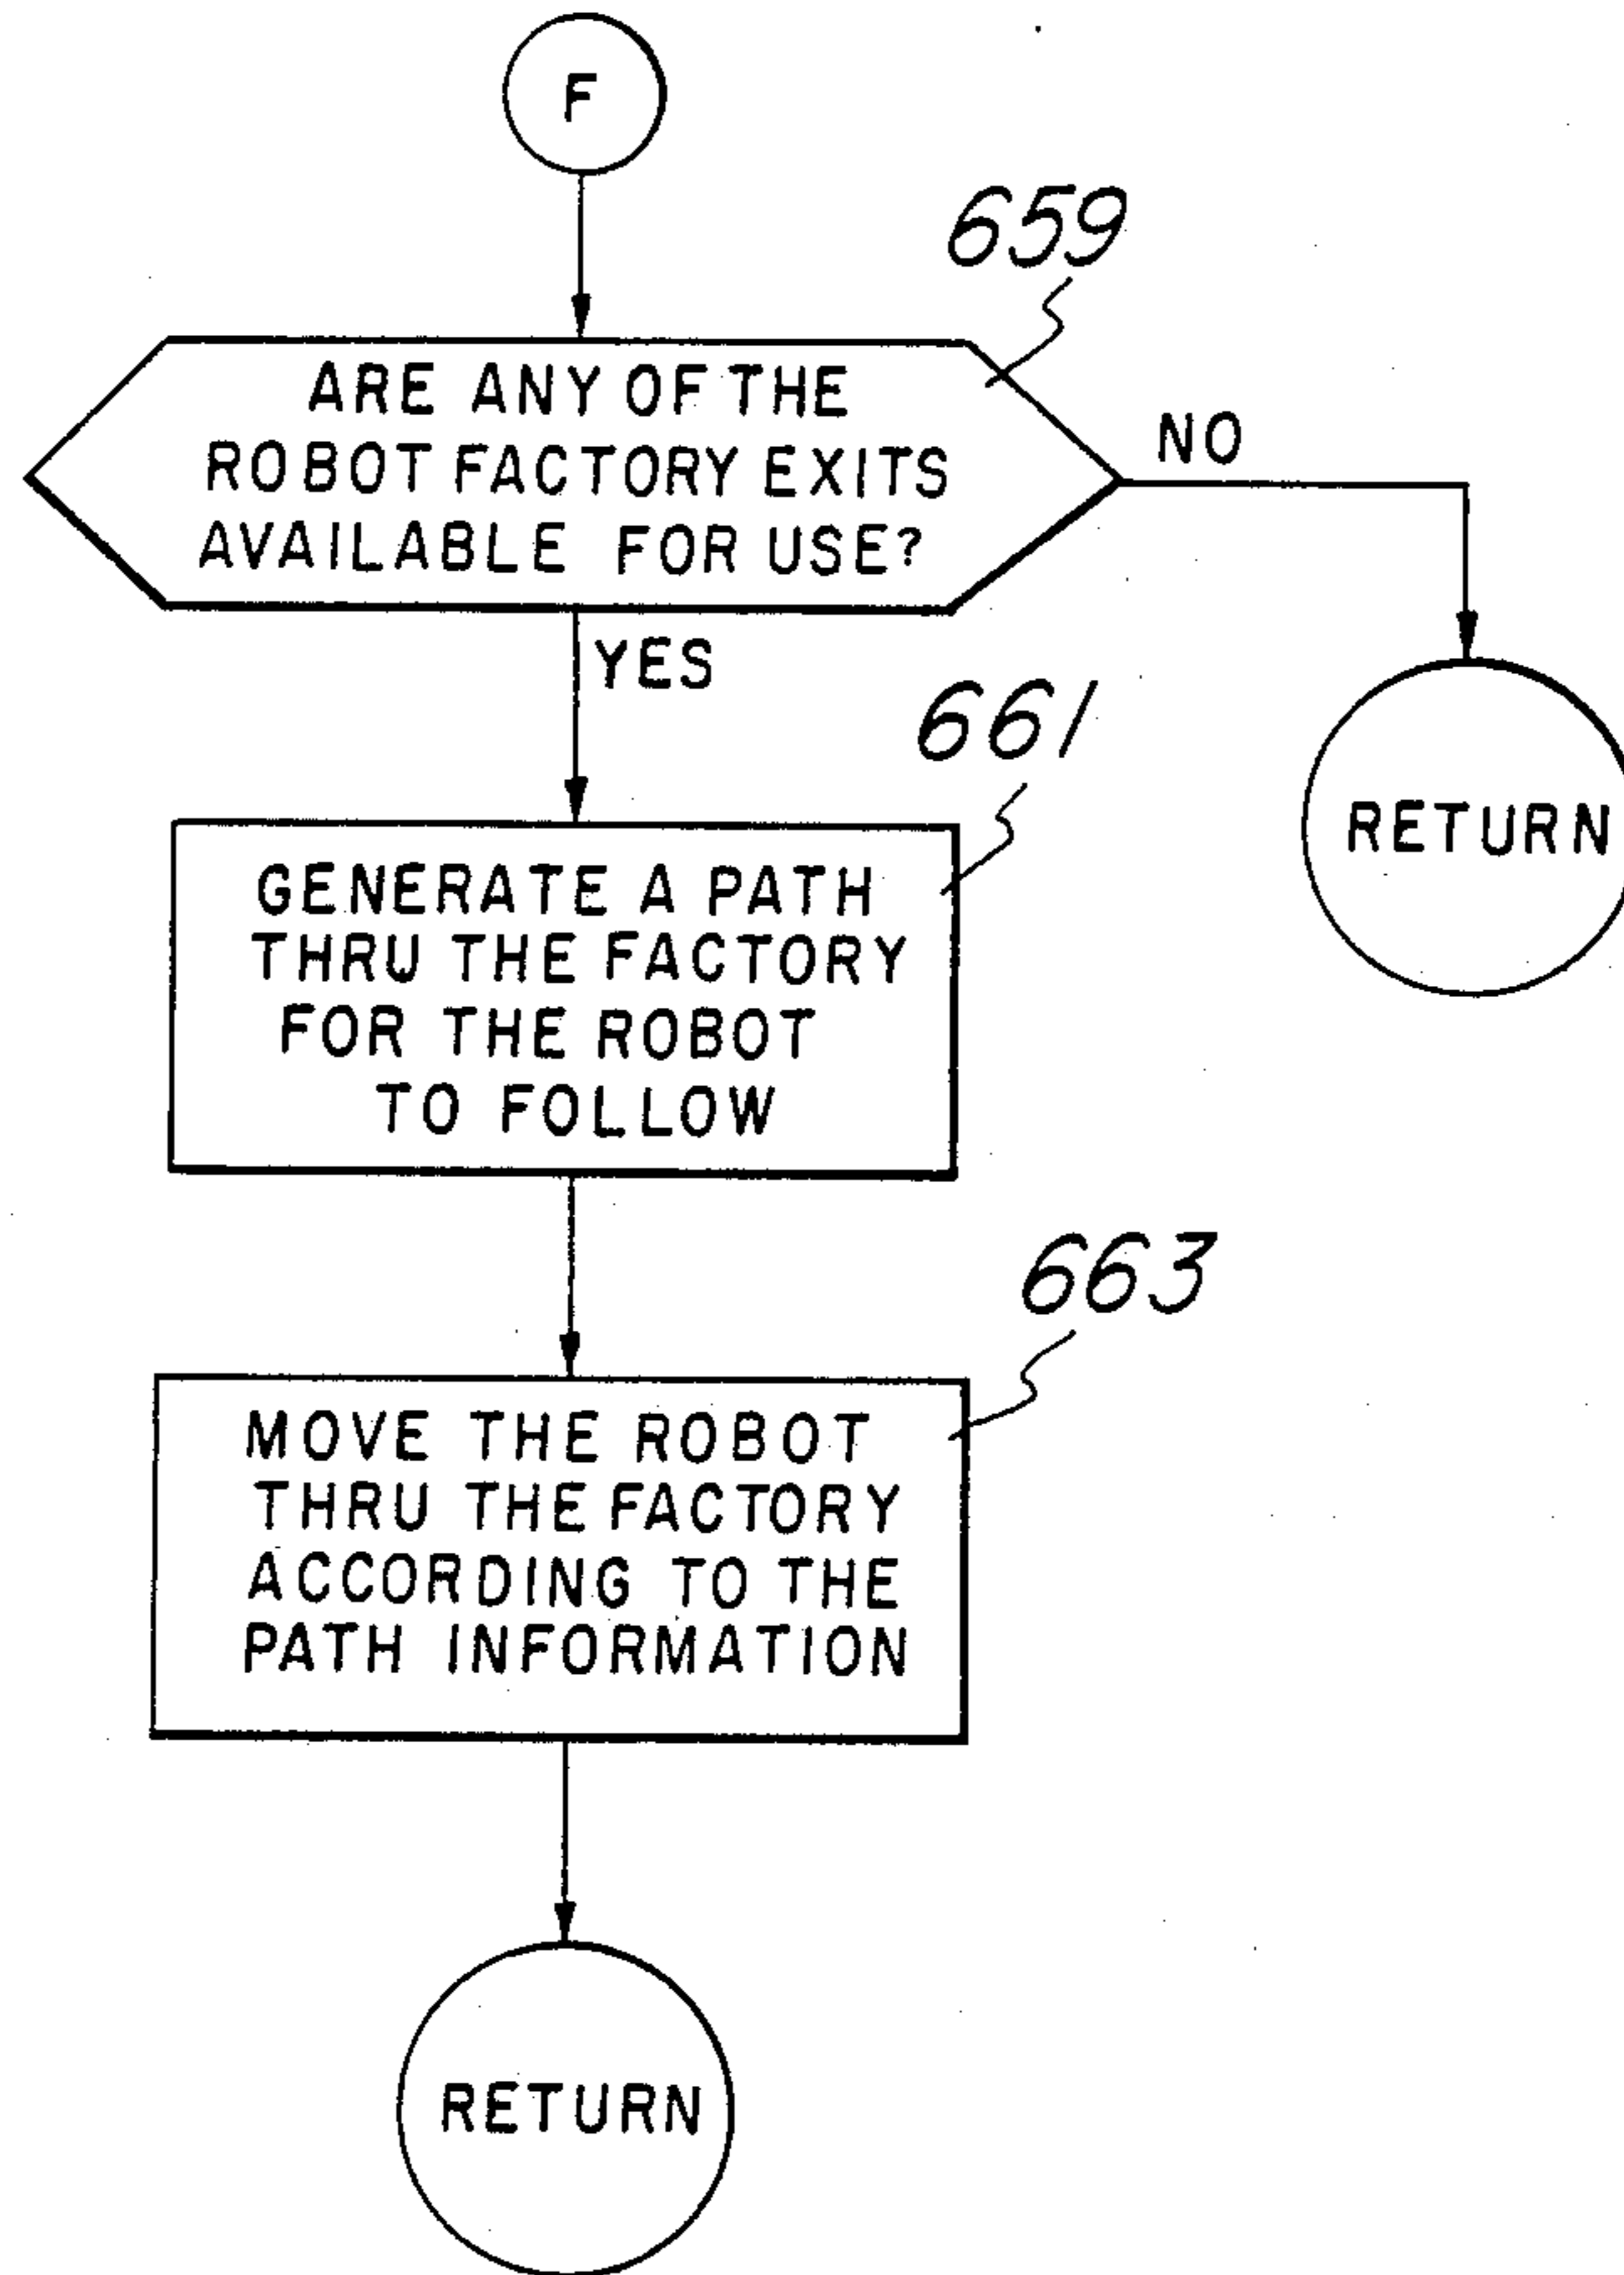 F
659
ARE ANY OF THE
ROBOT FACTORY EXITS
AVAILABLE FOR USE?
NO
YES
RETURN
661
GENERATE A PATH
THRU THE FACTORY
FOR THE ROBOT
TO FOLLOW
663
MOVE THE ROBOT
THRU THE FACTORY
ACCORDING TO THE
PATH INFORMATION
RETURN